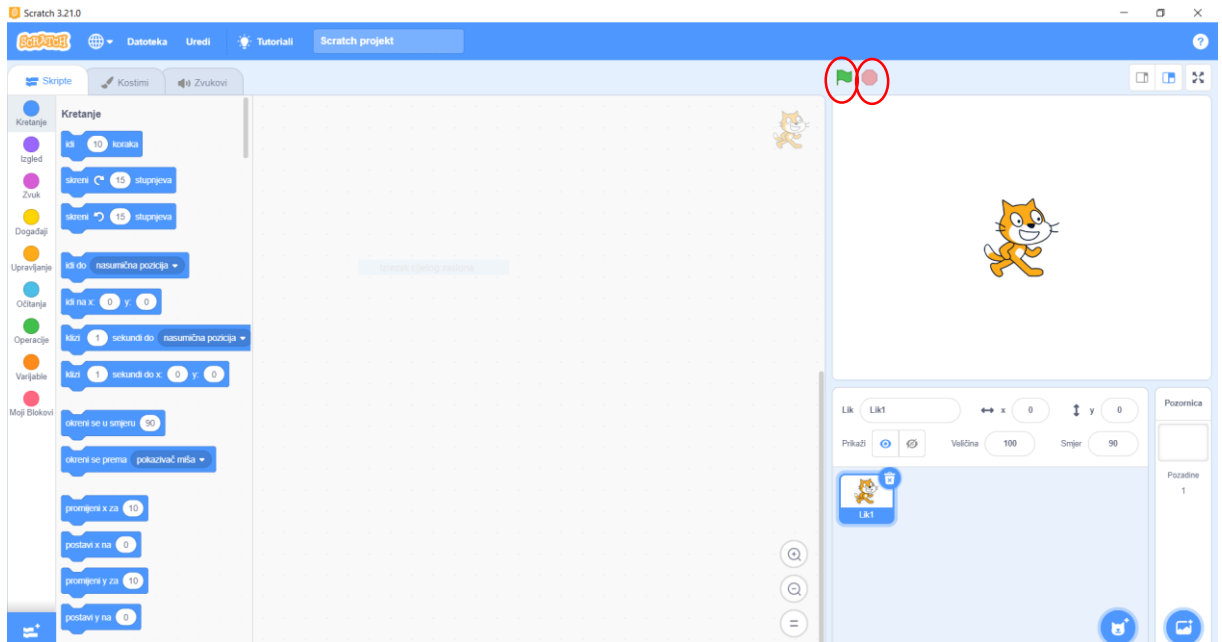 Scratch 3.21.0
SCRATCH Datoteka Uredi Tutoriali Scratch projekt ?
Skripte Kostimi Zvukovi
Kretanje
Izgled
Zvuk
Događaji
Upravljanje
Očitanja
Operacije
Varijable
Moji Blokovi
Kretanje
idi 10 koraka
skreni 15 stupnjeva
skreni 15 stupnjeva
idi do nasumična pozicija
idi na x: 0 y: 0
klizi 1 sekundi do nasumična pozicija
klizi 1 sekundi do x: 0 y: 0
okreni se u smjeru 90
okreni se prema pokazivač miša
promijeni x za 10
postavi x na 0
promijeni y za 10
postavi y na 0
Lik Lik1 x 0 y 0
Prikaži Veličina 100 Smjer 90
Lik1
Pozornica
Pozadine
1